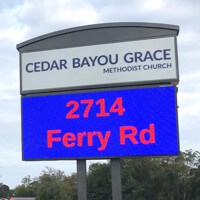 CEDAR BAYOU GRACE
METHODIST CHURCH
2714
Ferry Rd